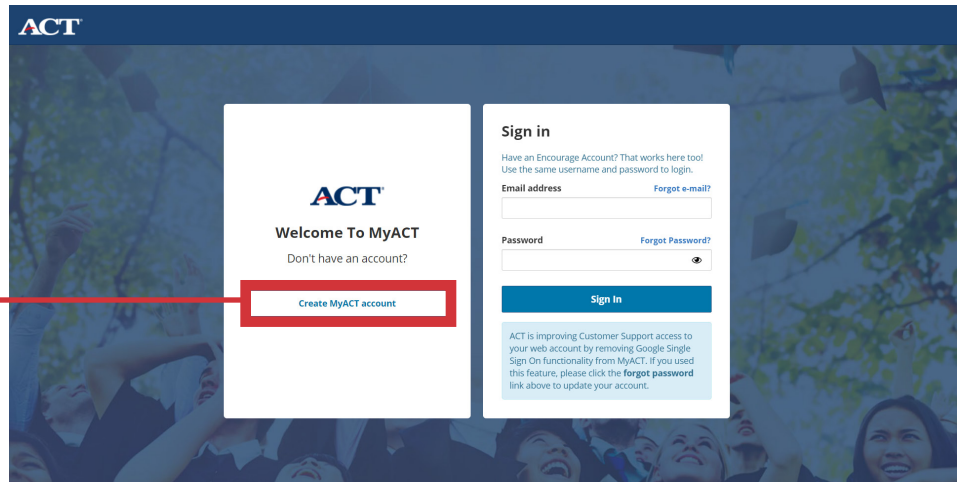 ACT
ACT
Welcome To MyACT
Don't have an account?
Create MyACT account
Sign in
Have an Encourage Account? That works here too!
Use the same username and password to login.
Email address Forgot e-mail?
Password Forgot Password?
Sign In
ACT is improving Customer Support access to
your web account by removing Google Single
Sign On functionality from MyACT. If you used
this feature, please click the forgot password
link above to update your account.